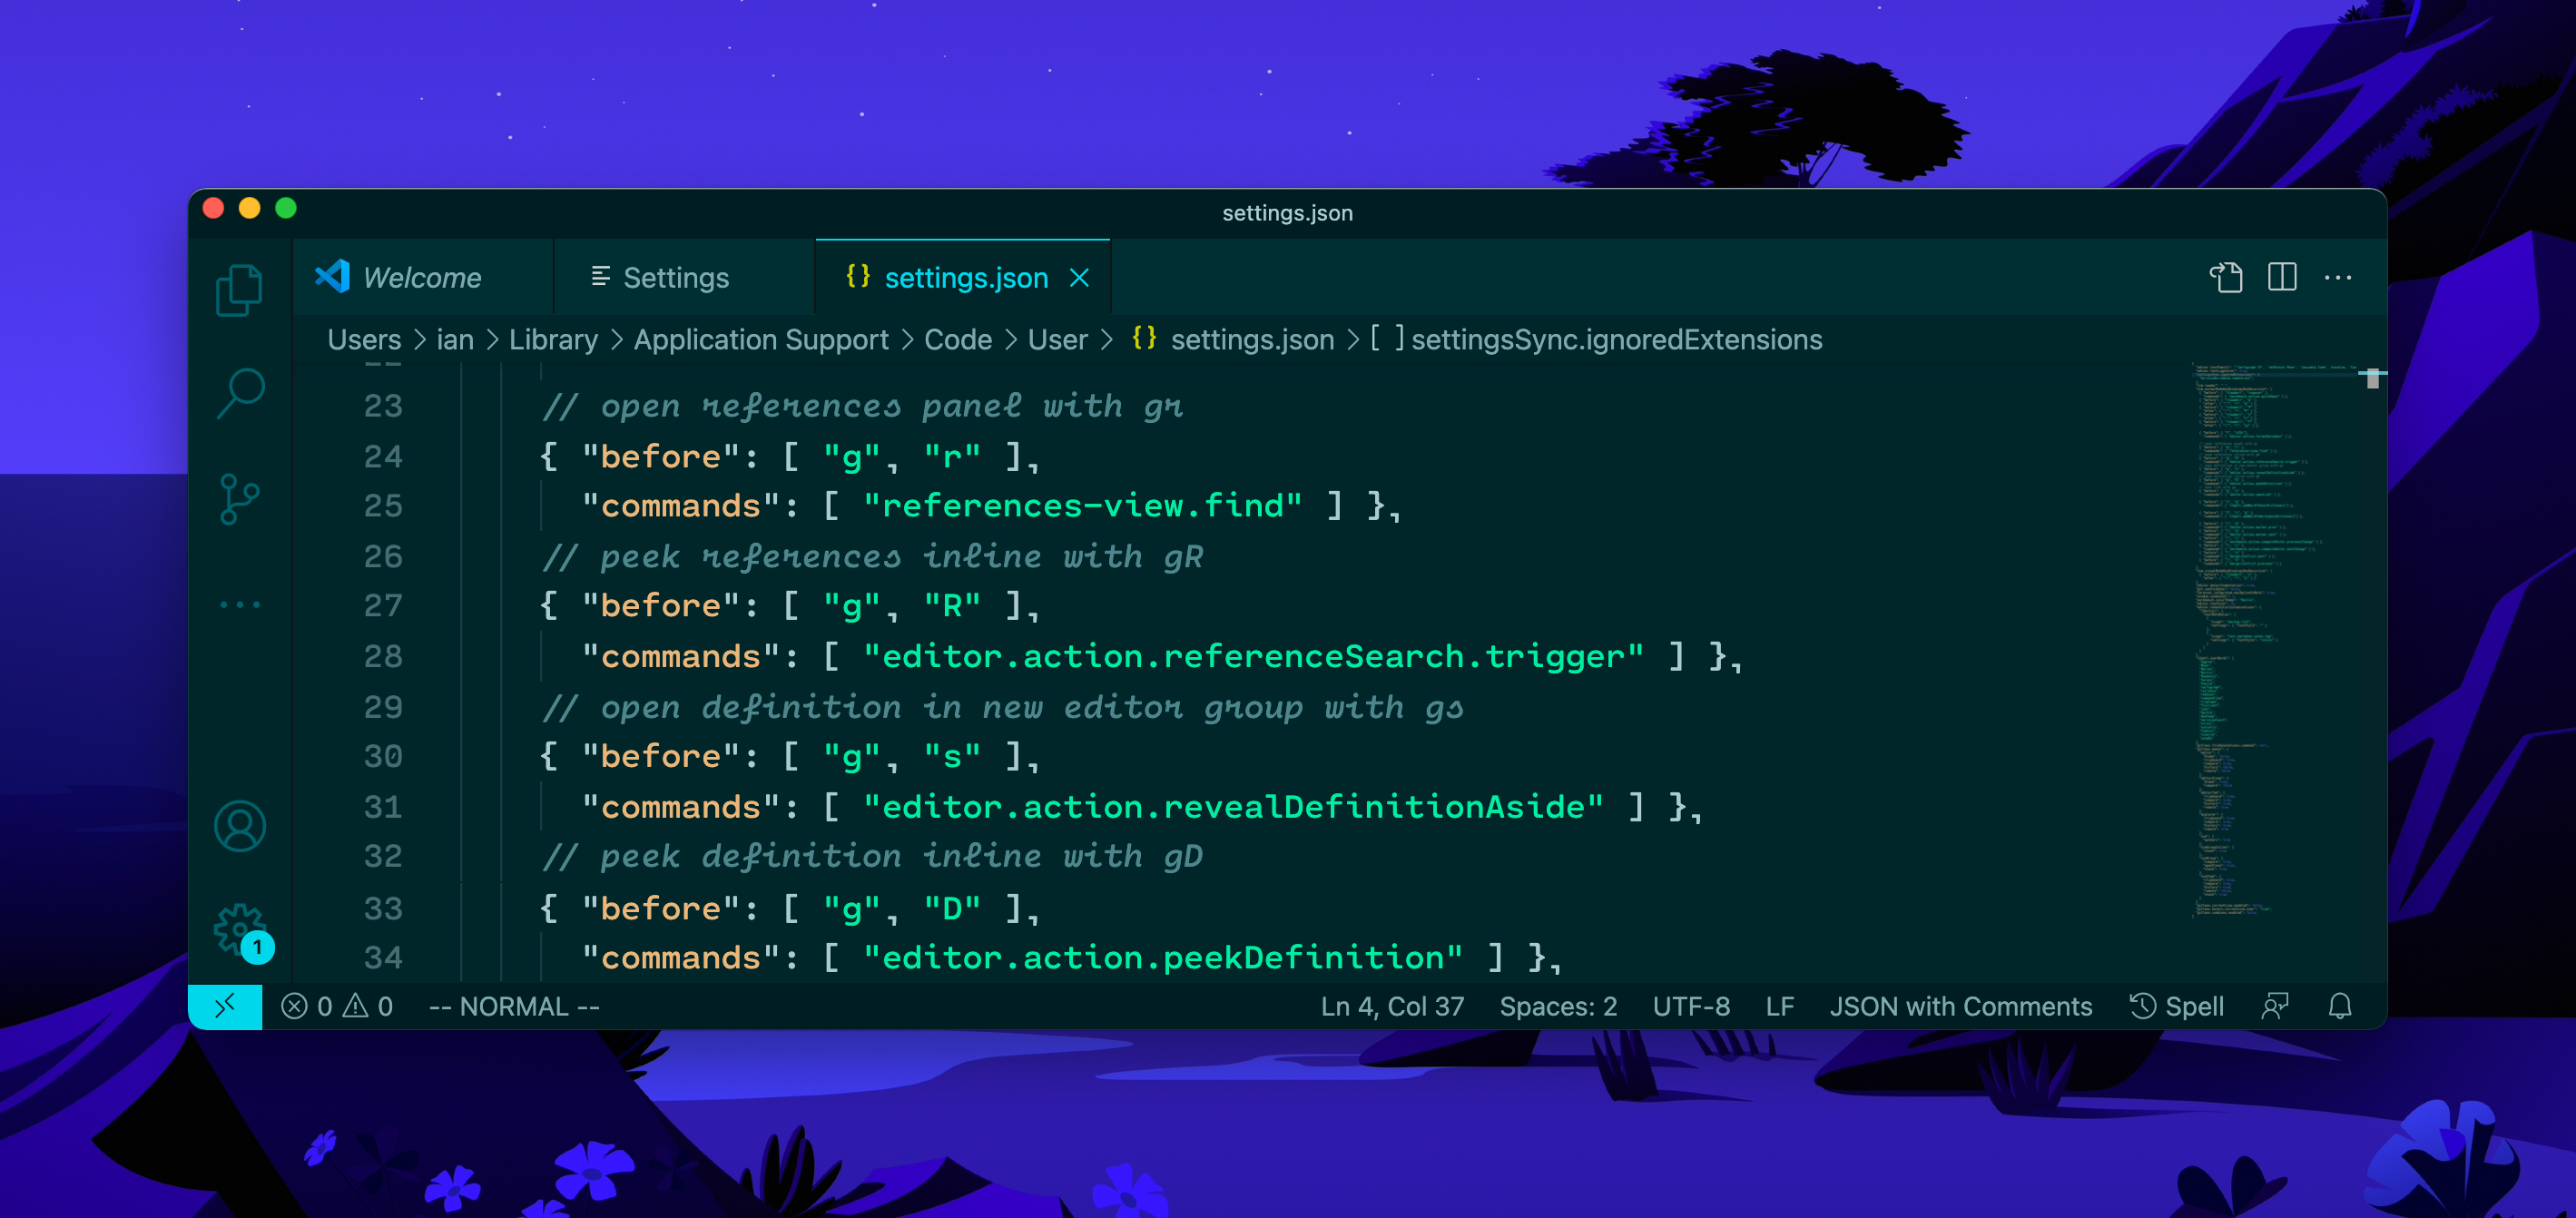 settings.json
Welcome
Settings
{} settings.json
Users > ian > Library > Application Support > Code > User > {} settings.json > [ ] settingsSync.ignoredExtensions
23 // open references panel with gr
24 { "before": [ "g", "r" ],
25 "commands": [ "references-view.find" ] },
26 // peek references inline with gR
27 { "before": [ "g", "R" ],
28 "commands": [ "editor.action.referenceSearch.trigger" ] },
29 // open definition in new editor group with gs
30 { "before": [ "g", "s" ],
31 "commands": [ "editor.action.revealDefinitionAside" ] },
32 // peek definition inline with gD
33 { "before": [ "g", "D" ],
34 "commands": [ "editor.action.peekDefinition" ] },
1
0 0 -- NORMAL -- Ln 4, Col 37 Spaces: 2 UTF-8 LF JSON with Comments Spell